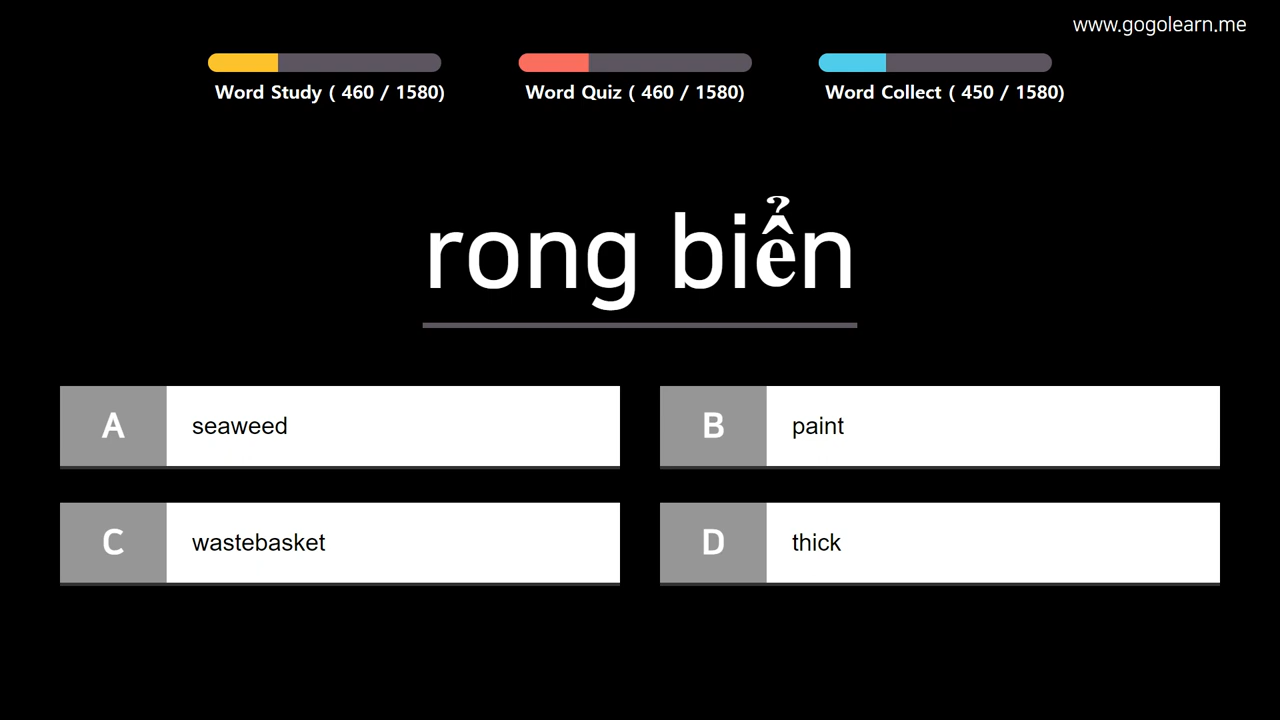 www.gogolearn.me
Word Study ( 460 / 1580)
Word Quiz ( 460 / 1580)
Word Collect ( 450 / 1580)
rong biển
A seaweed
B paint
C wastebasket
D thick